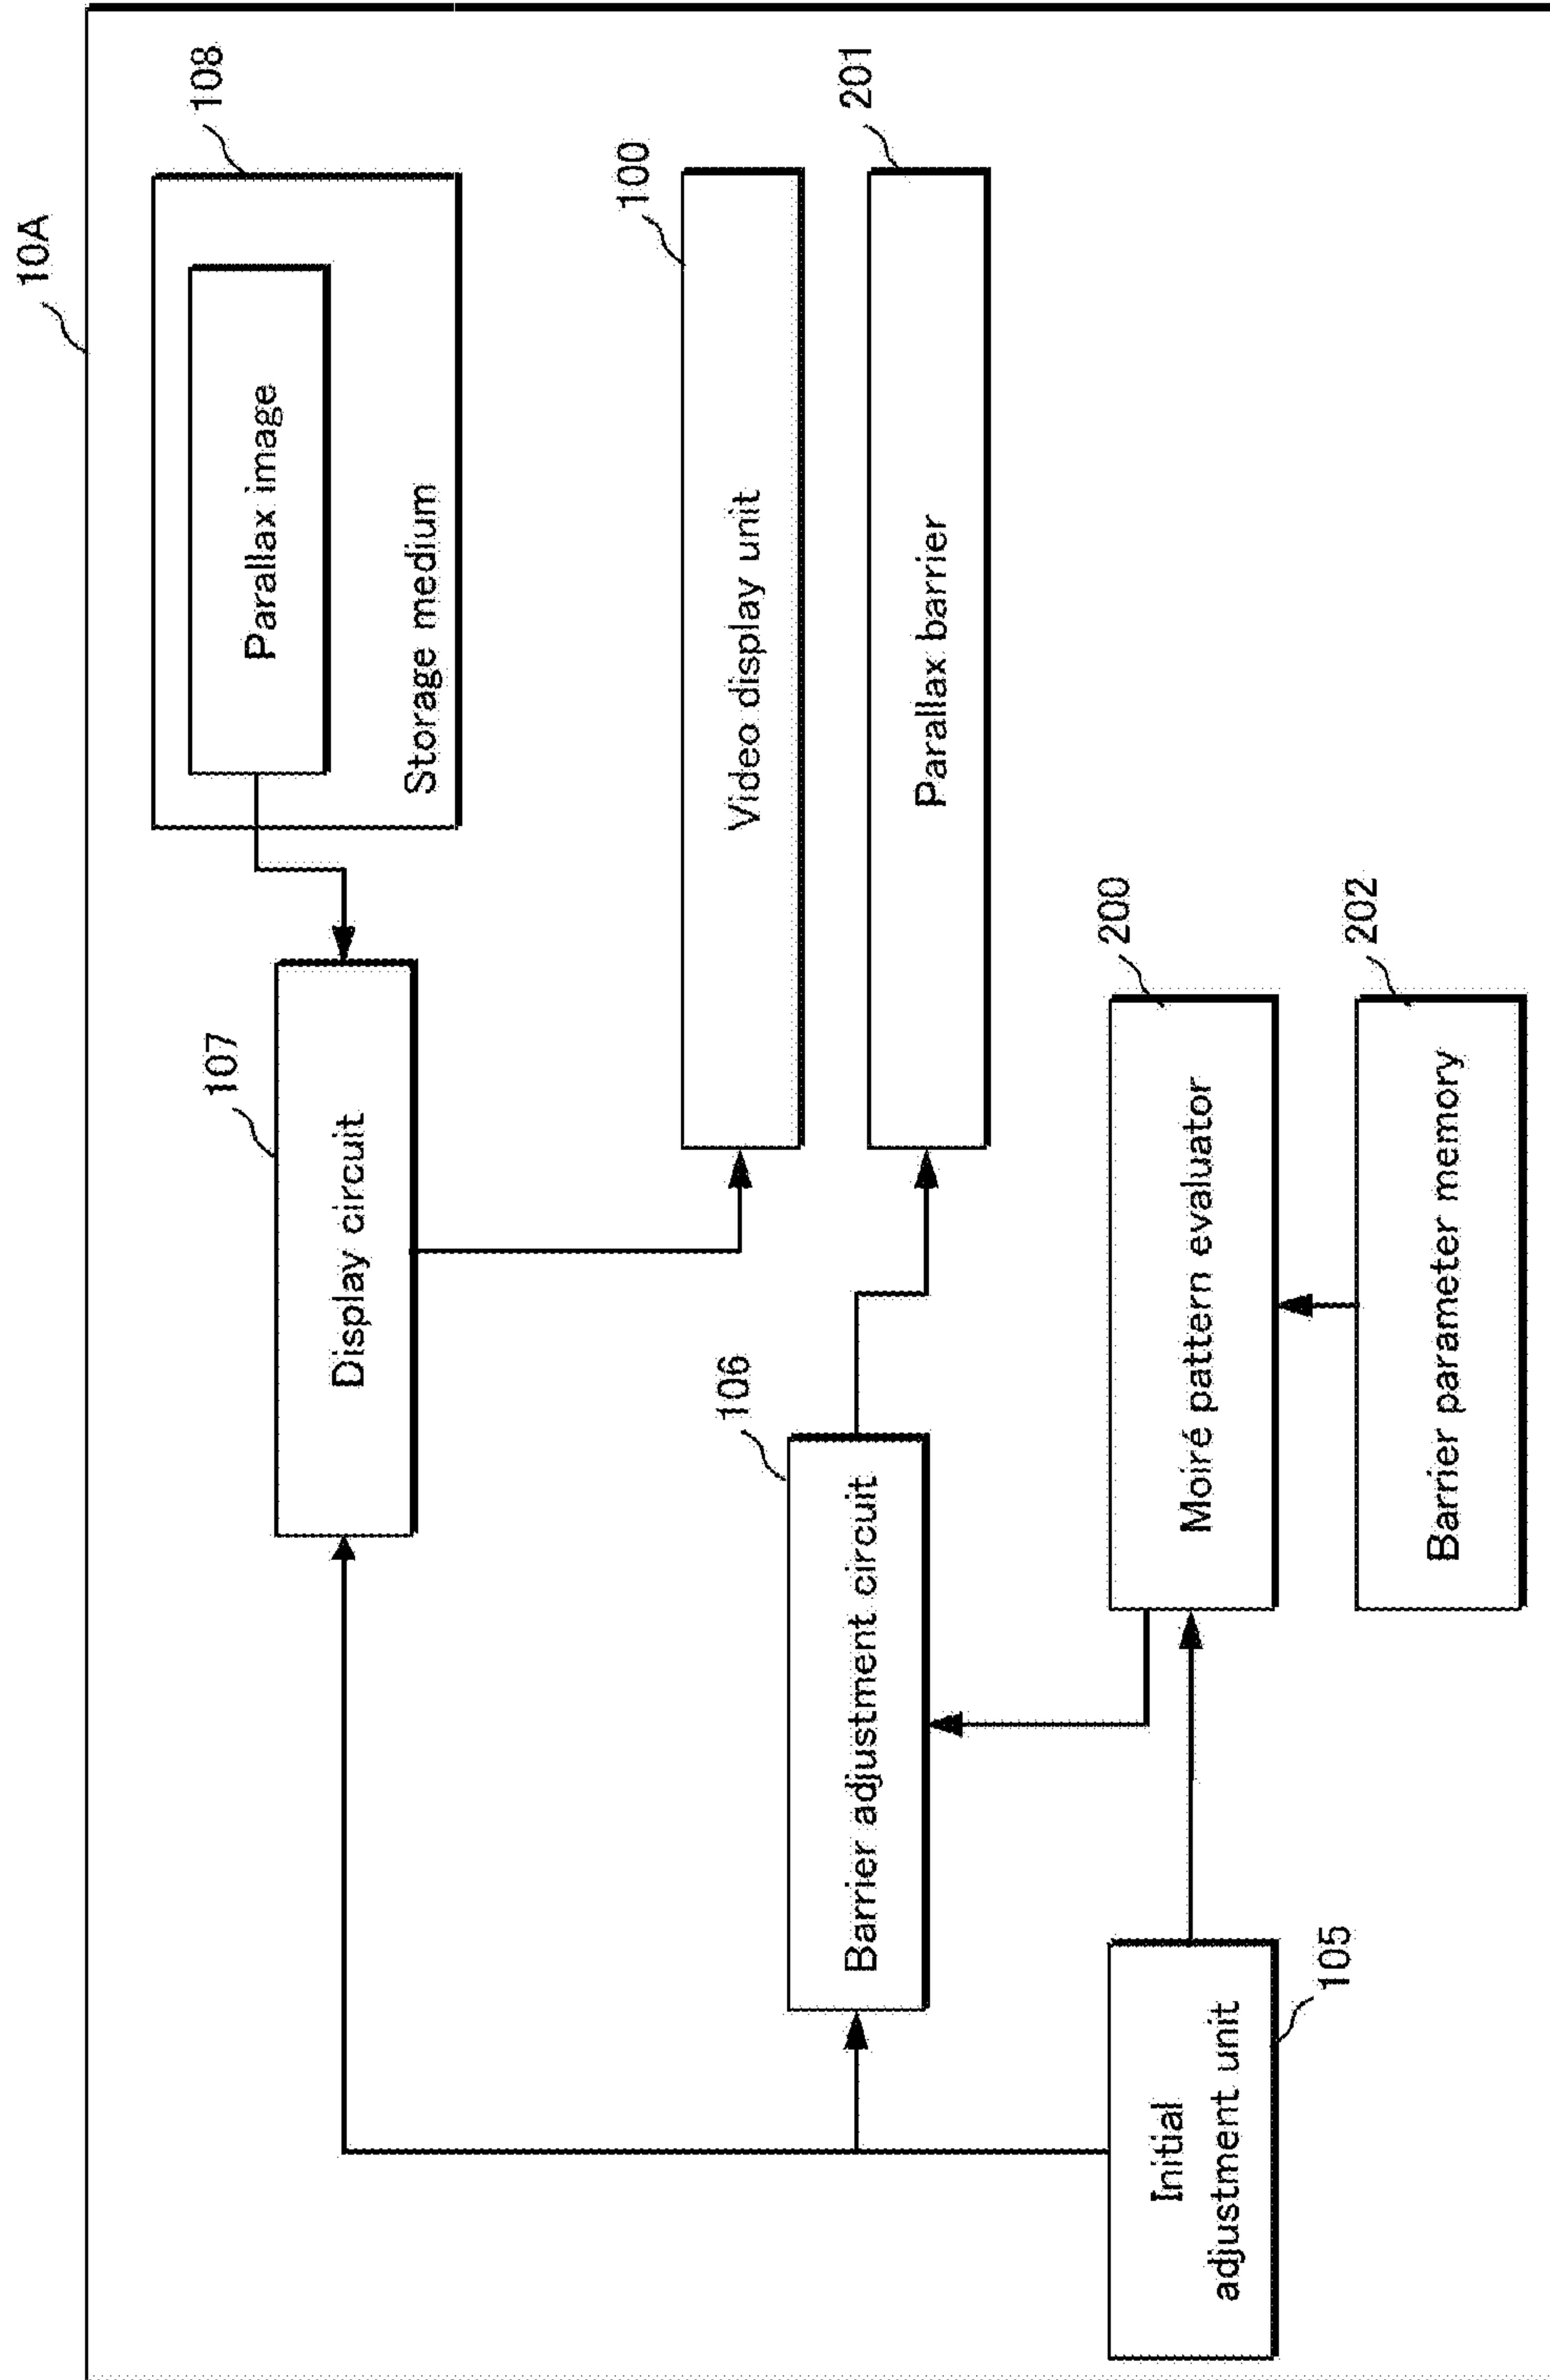 10A
108
Parallax image
Storage medium
107
Display circuit
100
Video display unit
201
Parallax barrier
106
Barrier adjustment circuit
200
Moiré pattern evaluator
202
Barrier parameter memory
Initial
adjustment unit
105